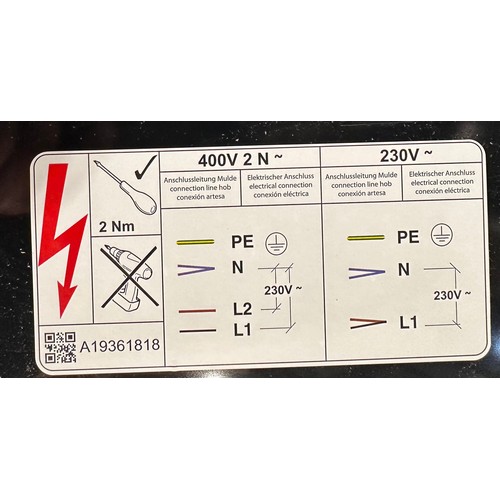 2 Nm
A19361818
400V 2 N ~
Anschlussleitung Mulde
connection line hob
conexión artesa
Elektrischer Anschluss
electrical connection
conexión eléctrica
PE
N
230V ~
L2
L1
230V ~
Anschlussleitung Mulde
connection line hob
conexión artesa
Elektrischer Anschluss
electrical connection
conexión eléctrica
PE
N
230V ~
L1